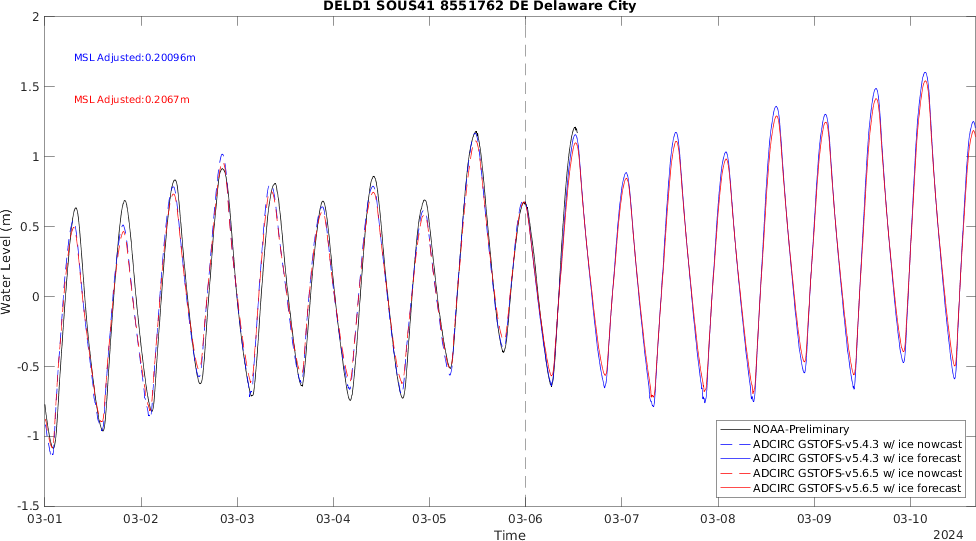 DELD1 SOUS41 8551762 DE Delaware City
MSL Adjusted:0.20096m
MSL Adjusted:0.2067m
2
1.5
1
0.5
0
-0.5
-1
-1.5
Water Level (m)
NOAA-Preliminary
ADCIRC GSTOFS-v5.4.3 w/ ice nowcast
ADCIRC GSTOFS-v5.4.3 w/ ice forecast
ADCIRC GSTOFS-v5.6.5 w/ ice nowcast
ADCIRC GSTOFS-v5.6.5 w/ ice forecast
03-01 03-02 03-03 03-04 03-05 03-06 03-07 03-08 03-09 03-10
Time
2024